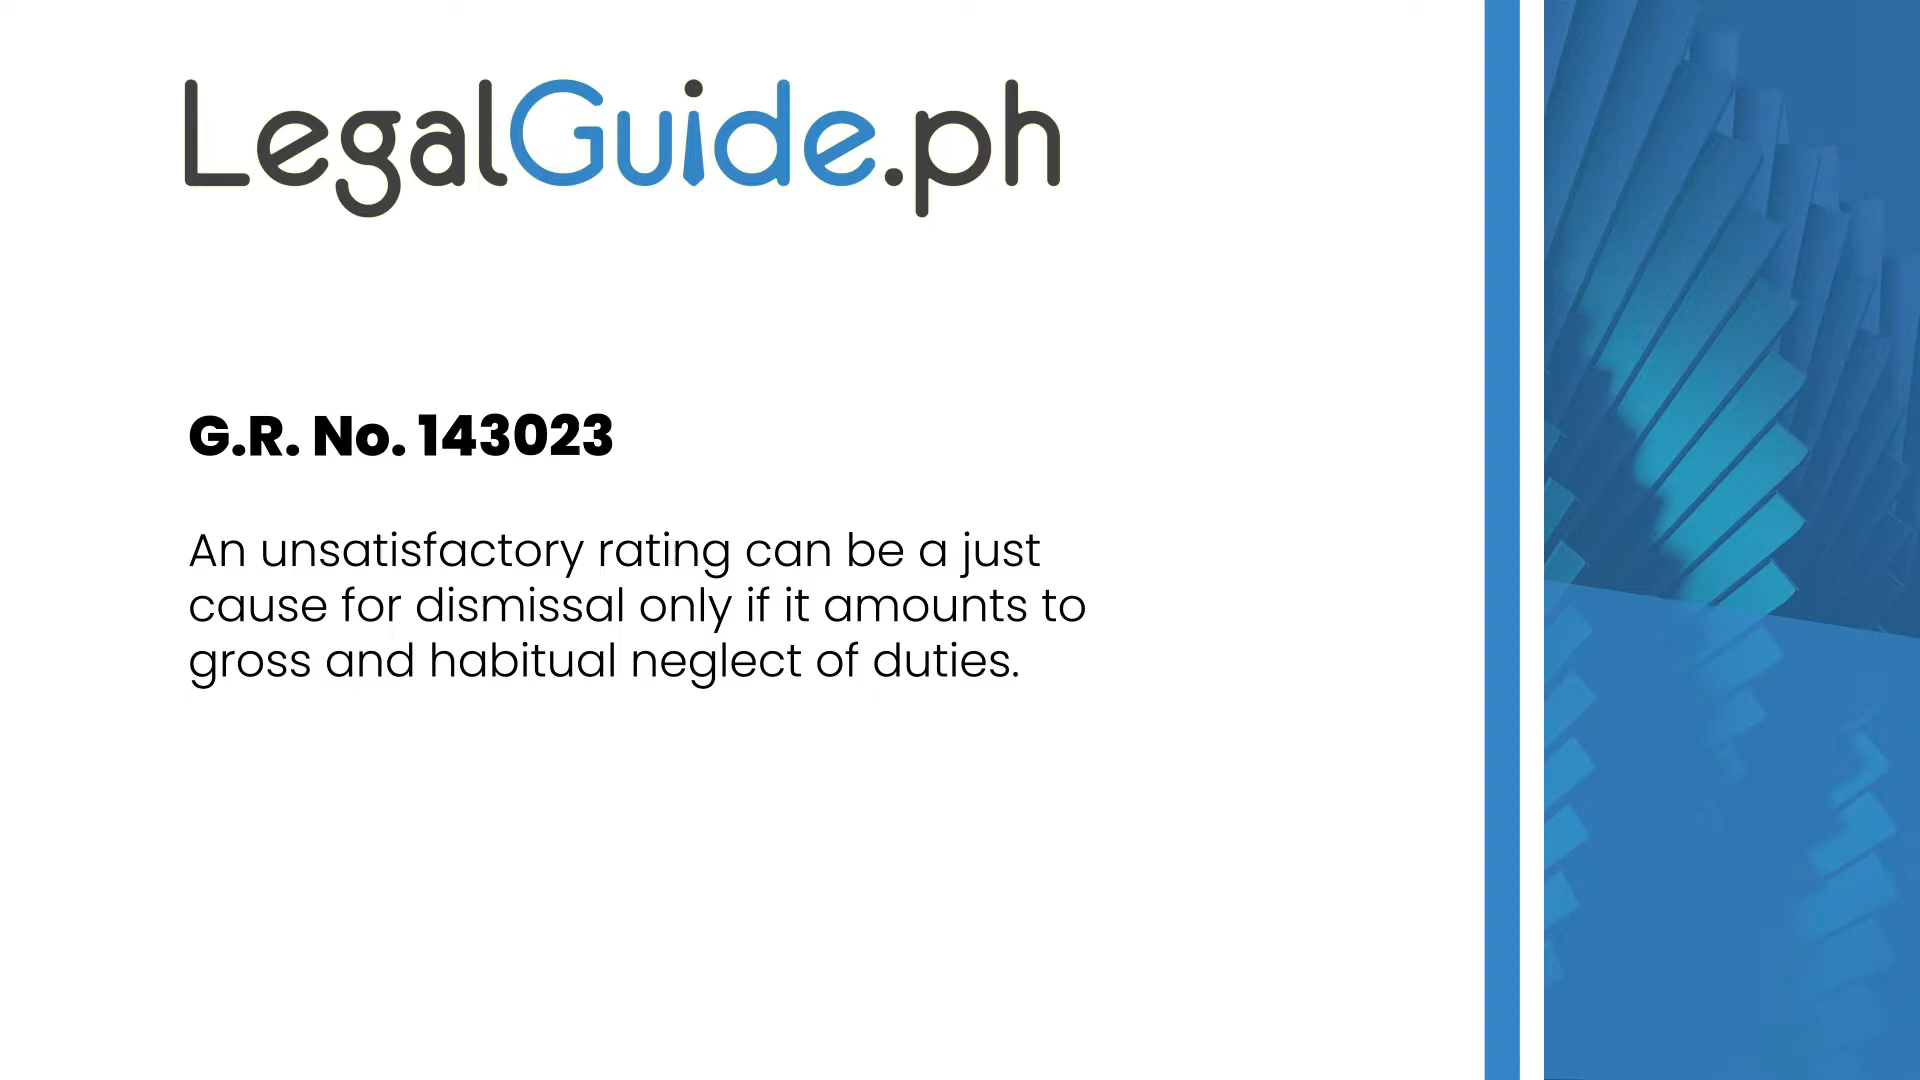 LegalGuide.ph
G.R. No. 143023
An unsatisfactory rating can be a just
cause for dismissal only if it amounts to
gross and habitual neglect of duties.